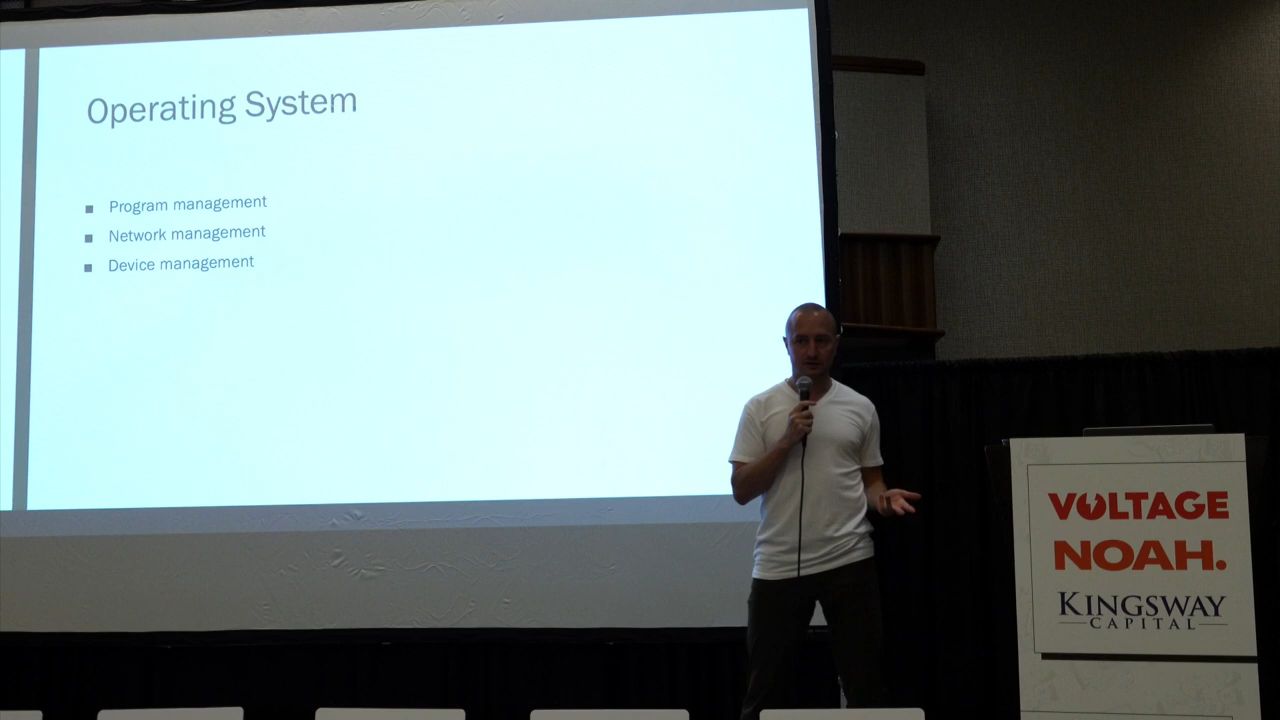 Operating System
Program management
Network management
Device management
VOLTAGE
NOAH.
KINGSWAY
CAPITAL